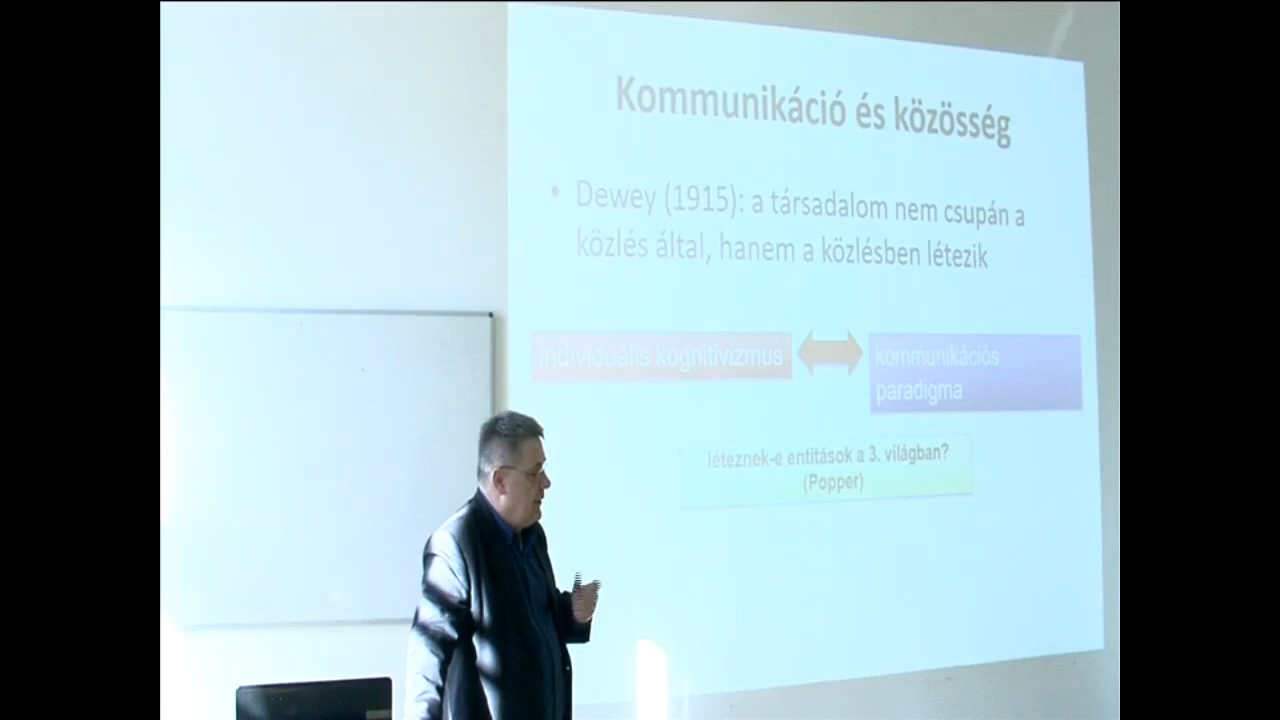 Kommunikáció és közösség
• Dewey (1915): a társadalom nem csupán a
közlés által, hanem a közlésben létezik
individuális kognitivizmus
kommunikációs
paradigma
léteznek-e entitások a 3. világban?
(Popper)